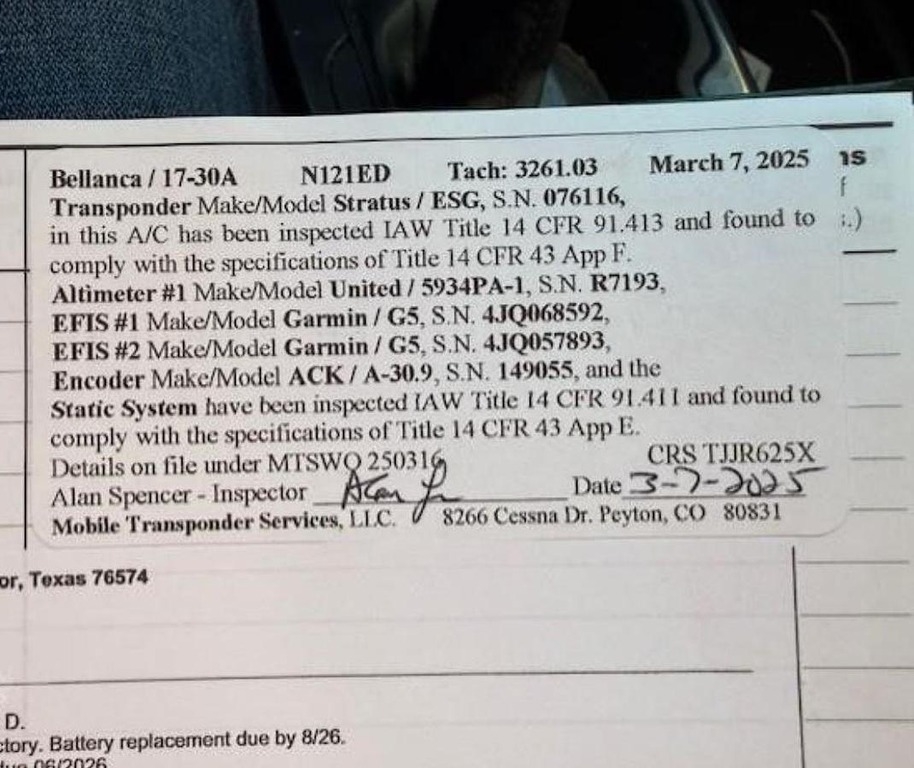 Bellanca / 17-30A N121ED Tach: 3261.03 March 7, 2025 ns
Transponder Make/Model Stratus / ESG, S.N. 076116, f
in this A/C has been inspected IAW Title 14 CFR 91.413 and found to :.)
comply with the specifications of Title 14 CFR 43 App F.
Altimeter #1 Make/Model United / 5934PA-1, S.N. R7193,
EFIS #1 Make/Model Garmin / G5, S.N. 4JQ068592,
EFIS #2 Make/Model Garmin / G5, S.N. 4JQ057893,
Encoder Make/Model ACK / A-30.9, S.N. 149055, and the
Static System have been inspected IAW Title 14 CFR 91.411 and found to
comply with the specifications of Title 14 CFR 43 App E.
Details on file under MTSWO 250316 CRS TJJR625X
Alan Spencer - Inspector Date 3-7-2025
Mobile Transponder Services, LLC. 8266 Cessna Dr. Peyton, CO 80831
or, Texas 76574
D.
ctory. Battery replacement due by 8/26.
due 06/2026